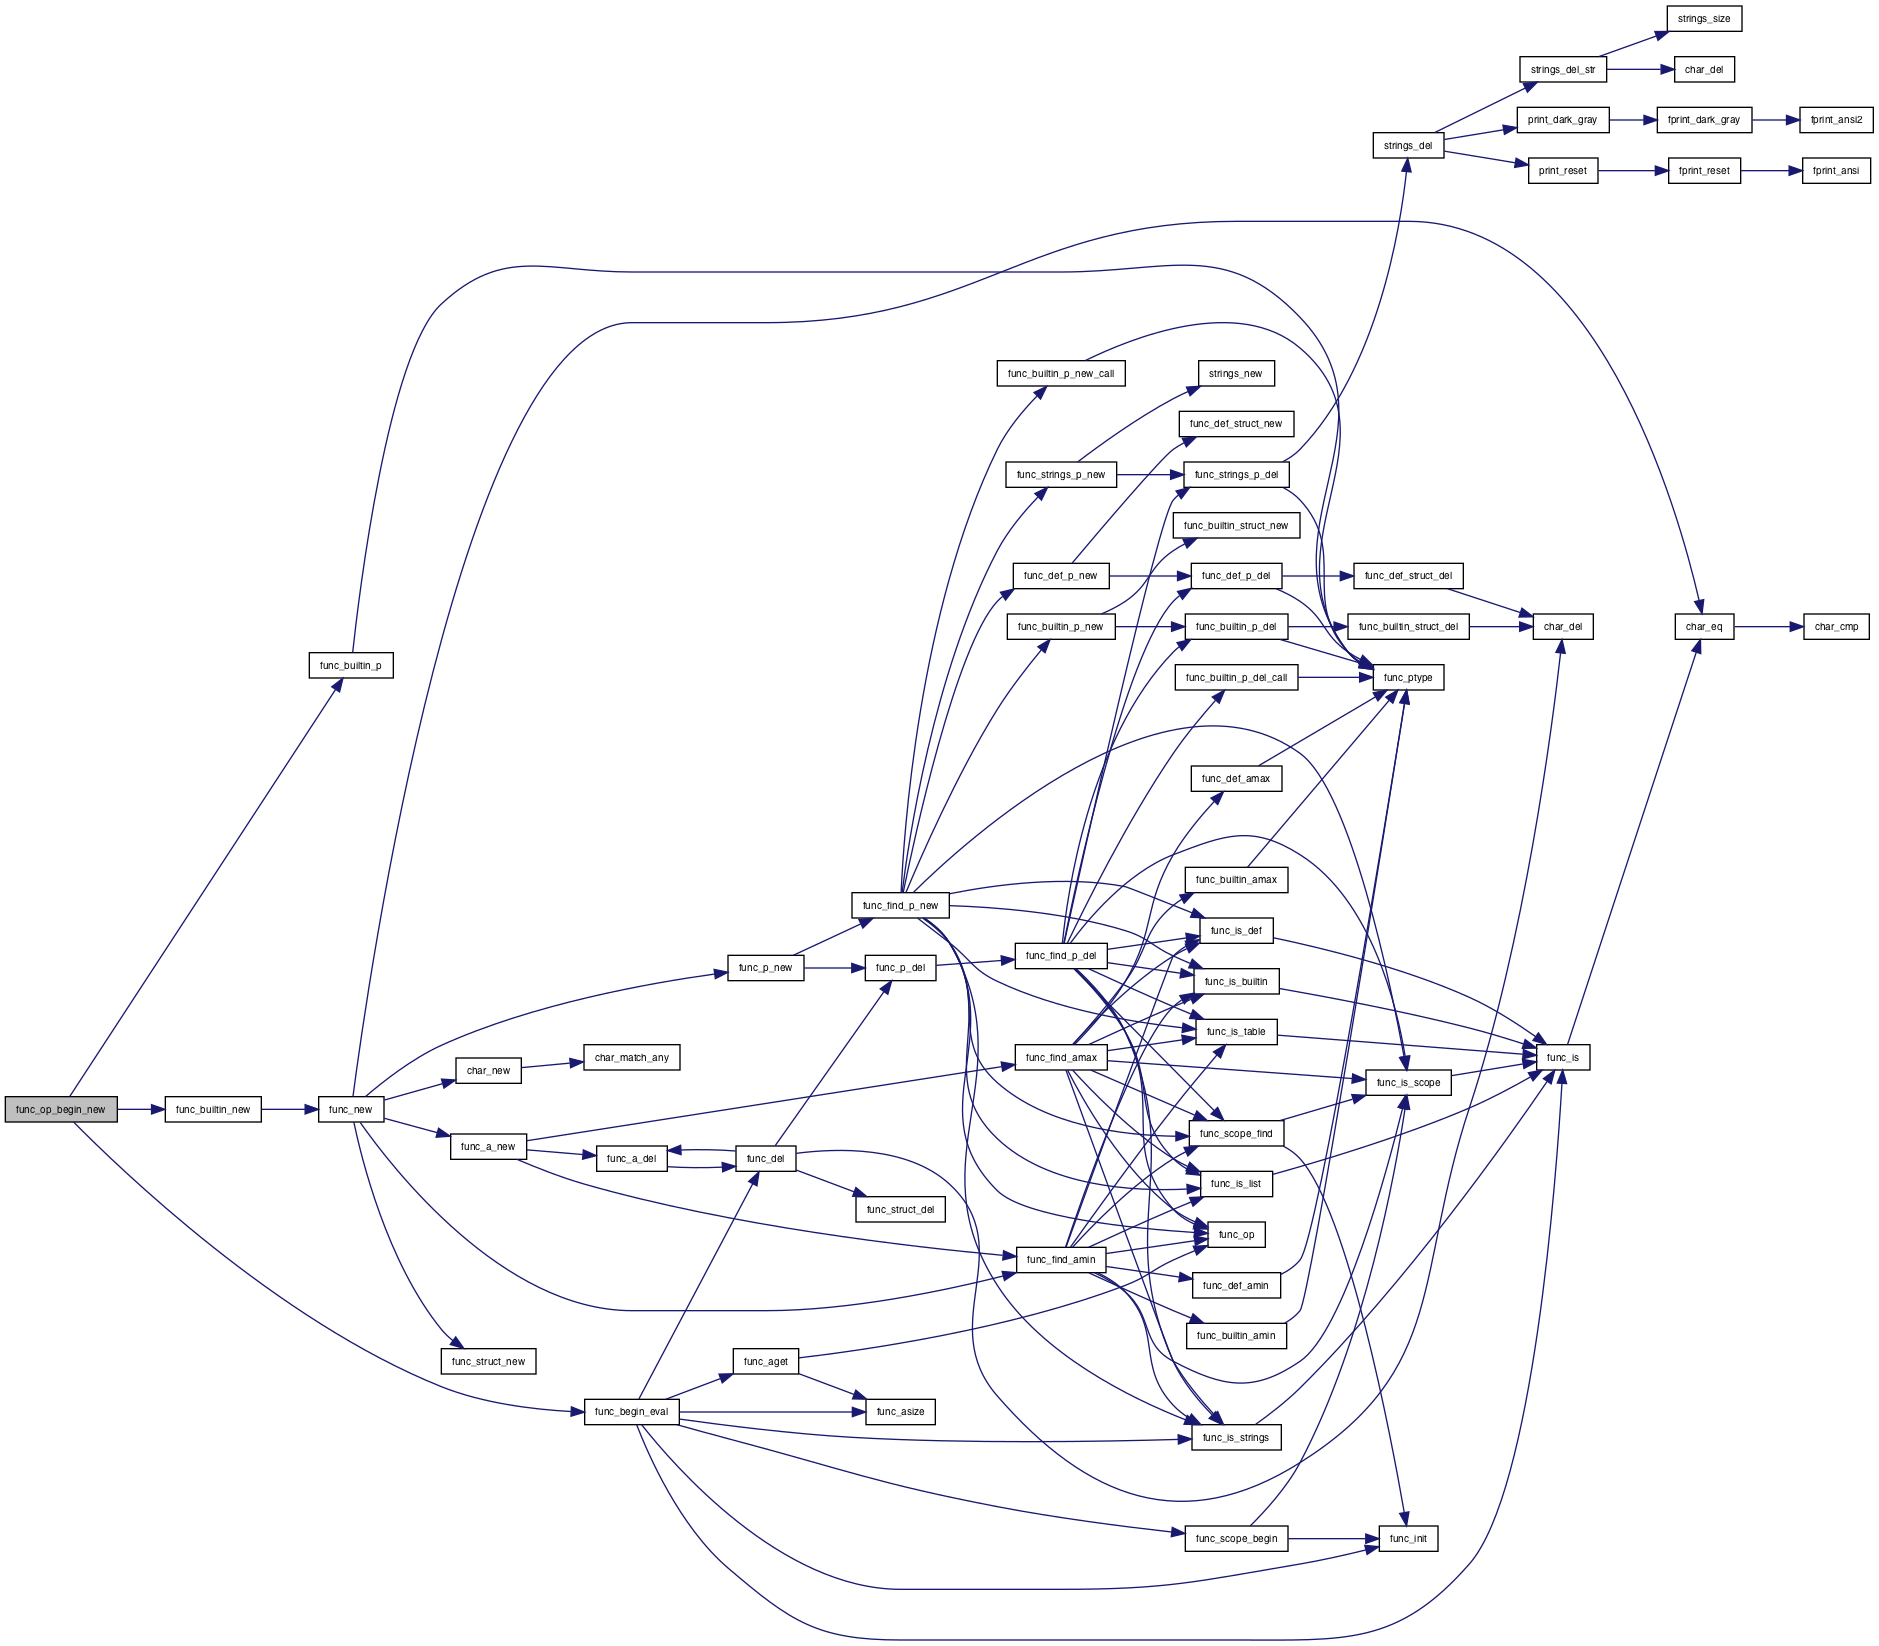 strings_size
strings_del_str
char_del
print_dark_gray
fprint_dark_gray
fprint_ansi2
strings_del
print_reset
fprint_reset
fprint_ansi
func_builtin_p_new_call
strings_new
func_def_struct_new
func_strings_p_new
func_strings_p_del
func_builtin_struct_new
func_def_p_new
func_def_p_del
func_def_struct_del
func_builtin_p_new
func_builtin_p_del
func_builtin_struct_del
char_del
char_eq
char_cmp
func_builtin_p
func_builtin_p_del_call
func_ptype
func_def_amax
func_builtin_amax
func_find_p_new
func_is_def
func_find_p_del
func_p_new
func_p_del
func_is_builtin
func_is_table
char_match_any
func_find_amax
func_is
char_new
func_is_scope
func_op_begin_new
func_builtin_new
func_new
func_scope_find
func_a_new
func_a_del
func_del
func_is_list
func_struct_del
func_op
func_find_amin
func_def_amin
func_builtin_amin
func_struct_new
func_aget
func_begin_eval
func_asize
func_is_strings
func_scope_begin
func_init